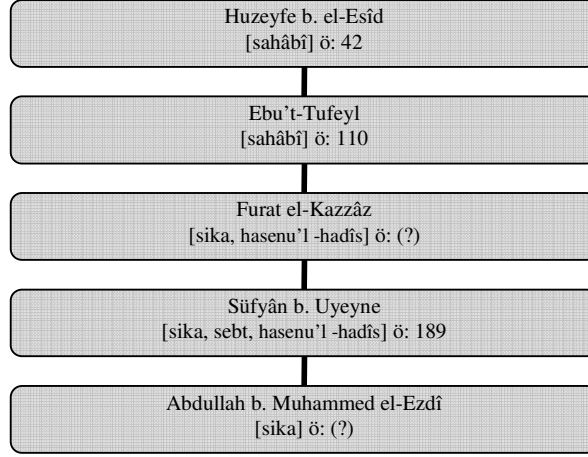 Huzeyfe b. el-Esîd
[sahâbî] ö: 42
Ebu't-Tufeyl
[sahâbî] ö: 110
Furat el-Kazzâz
[sika, hasenu'l -hadîs] ö: (?)
Süfyân b. Uyeyne
[sika, sebt, hasenu'l -hadîs] ö: 189
Abdullah b. Muhammed el-Ezdî
[sika] ö: (?)